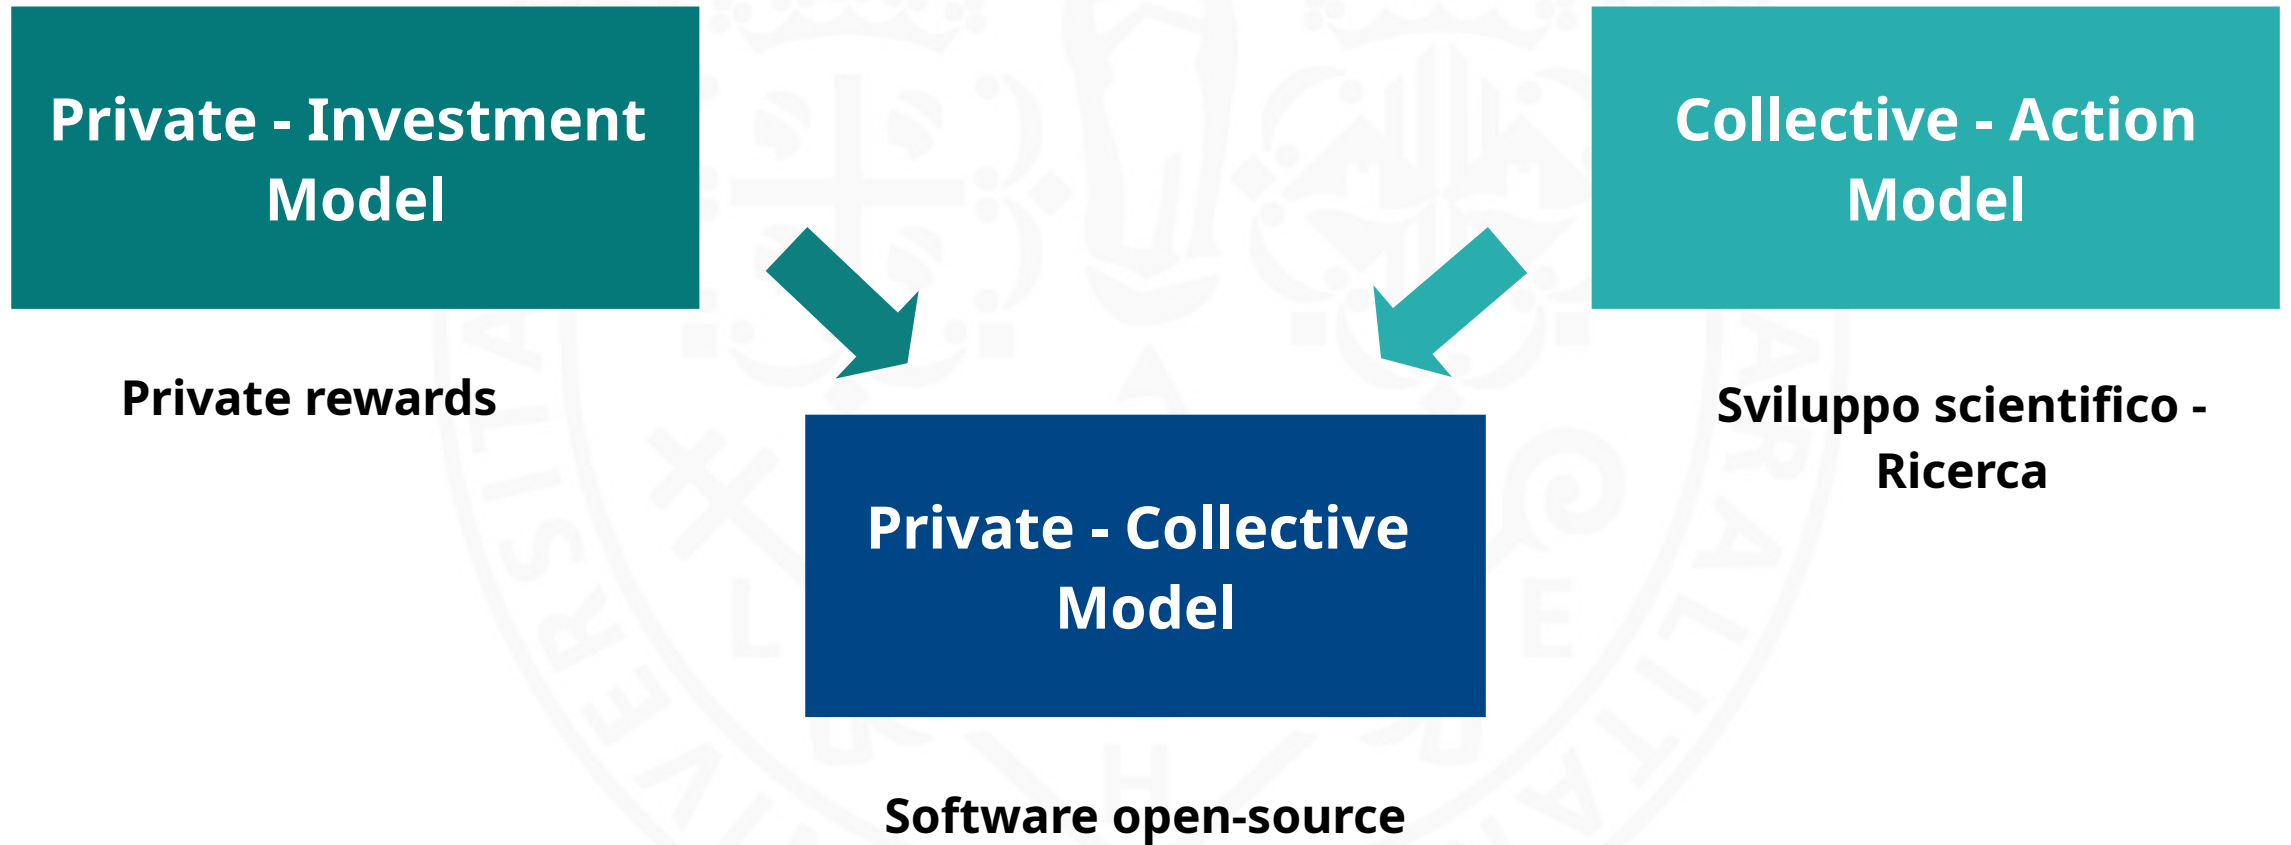 Private - Investment
Model
Collective - Action
Model
Private rewards
Sviluppo scientifico -
Ricerca
Private - Collective
Model
Software open-source